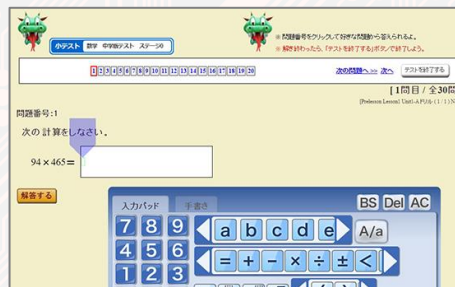 ※ 問題番号をクリックして好きな問題から答えられるよ。
小テスト 数学 中学版テスト ステージ0
※ 解き終わったら、「テストを終了する」ボタンで終了しよう。
1 2 3 4 5 6 7 8 9 10 11 12 13 14 15 16 17 18 19 20 次の問題へ >> 次へ テストを終了する
[ 1問目 / 全30問
問題番号:1
次の 計算をしなさい。
94×465=
解答する
入力パッド 手書き BS Del AC
7 8 9 a b c d e A/a
4 5 6 = + - × ÷ ± <
1 2 3